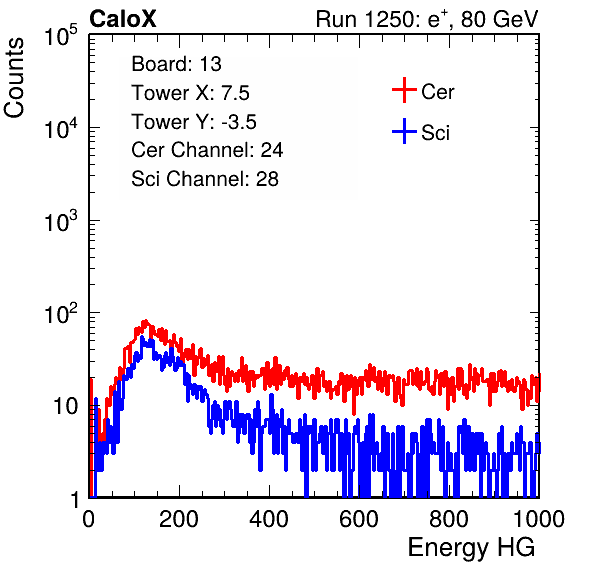 CaloX Run 1250: e⁺, 80 GeV
Counts
Board: 13
Tower X: 7.5
Tower Y: -3.5
Cer Channel: 24
Sci Channel: 28
Cer
Sci
10⁵
10⁴
10³
10²
10
1
0 200 400 600 800 1000
Energy HG